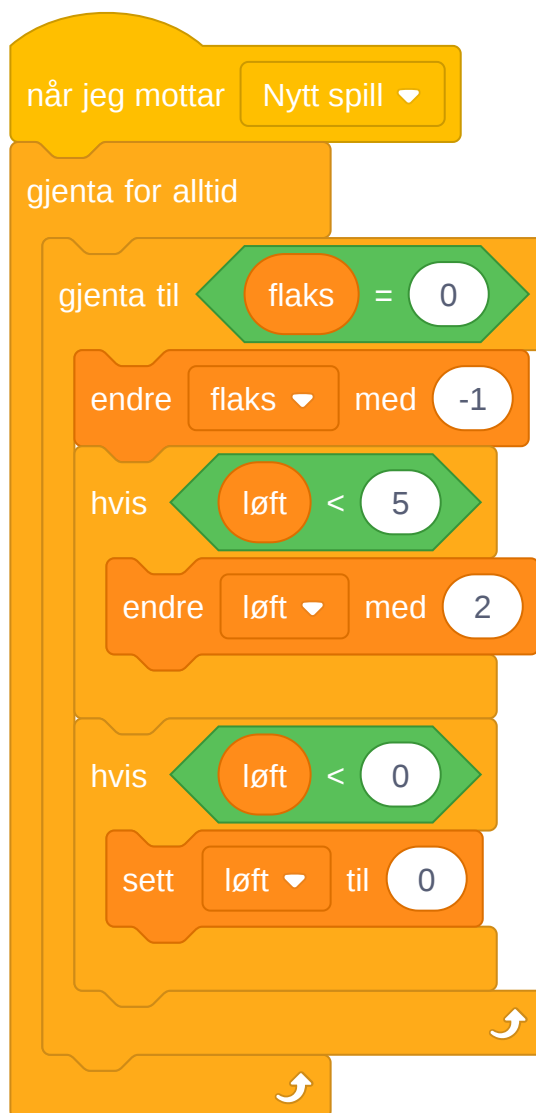 når jeg mottar Nytt spill
gjenta for alltid
gjenta til flaks = 0
endre flaks med -1
hvis løft < 5
endre løft med 2
hvis løft < 0
sett løft til 0